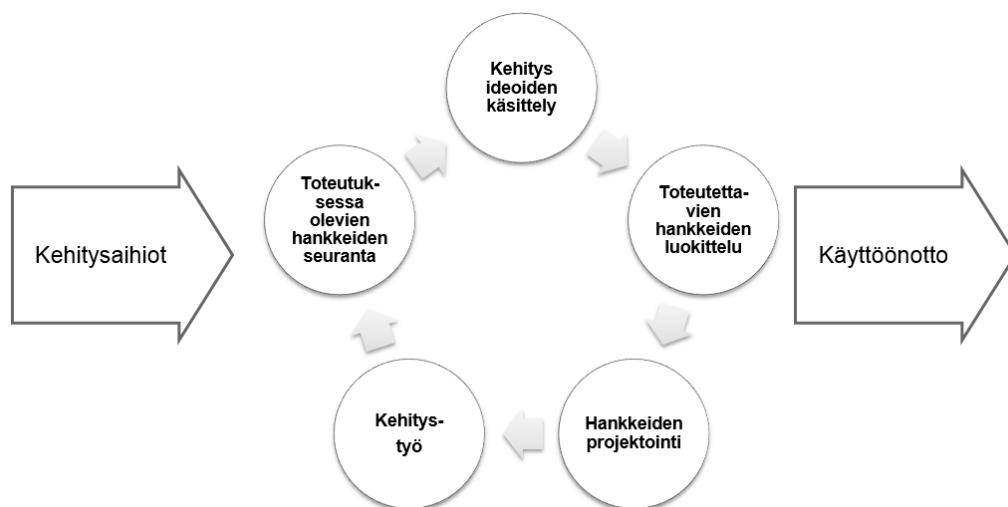 Kehitys
ideoiden
käsittely
Toteutuk-
sessa
olevien
hankkeiden
seuranta
Toteutetta-
vien
hankkeiden
luokittelu
Kehitysaihiot
Käyttöönotto
Kehitys-
työ
Hankkeiden
projektointi